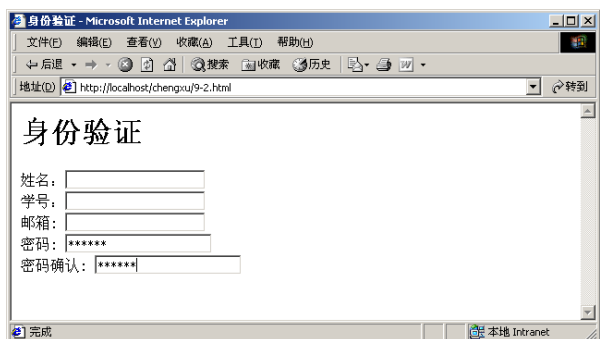 身份验证 - Microsoft Internet Explorer
文件(F) 编辑(E) 查看(V) 收藏(A) 工具(T) 帮助(H)
后退 搜索 收藏 历史
地址(D) http://localhost/chengxu/9-2.html 转到
身份验证
姓名：
学号：
邮箱：
密码：******
密码确认：******
完成 本地 Intranet